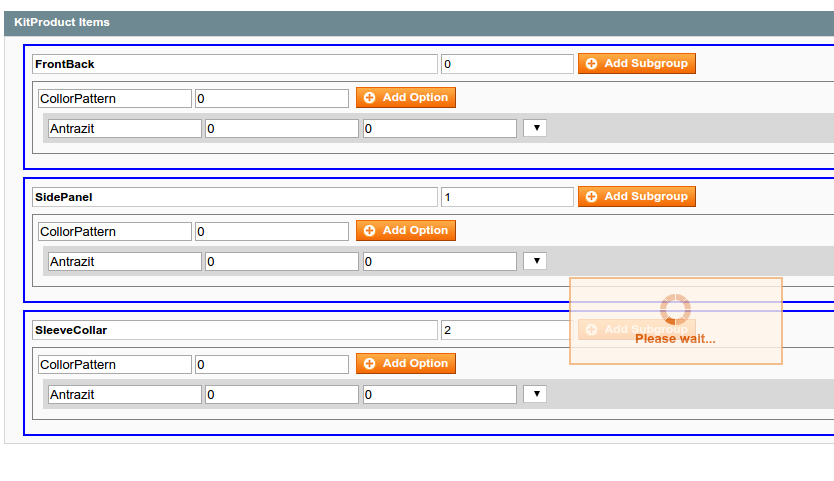 KitProduct Items
FrontBack 0 Add Subgroup
CollorPattern 0 Add Option
Antrazit 0 0
SidePanel 1 Add Subgroup
CollorPattern 0 Add Option
Antrazit 0 0
SleeveCollar 2 Add Subgroup
Please wait...
CollorPattern 0 Add Option
Antrazit 0 0